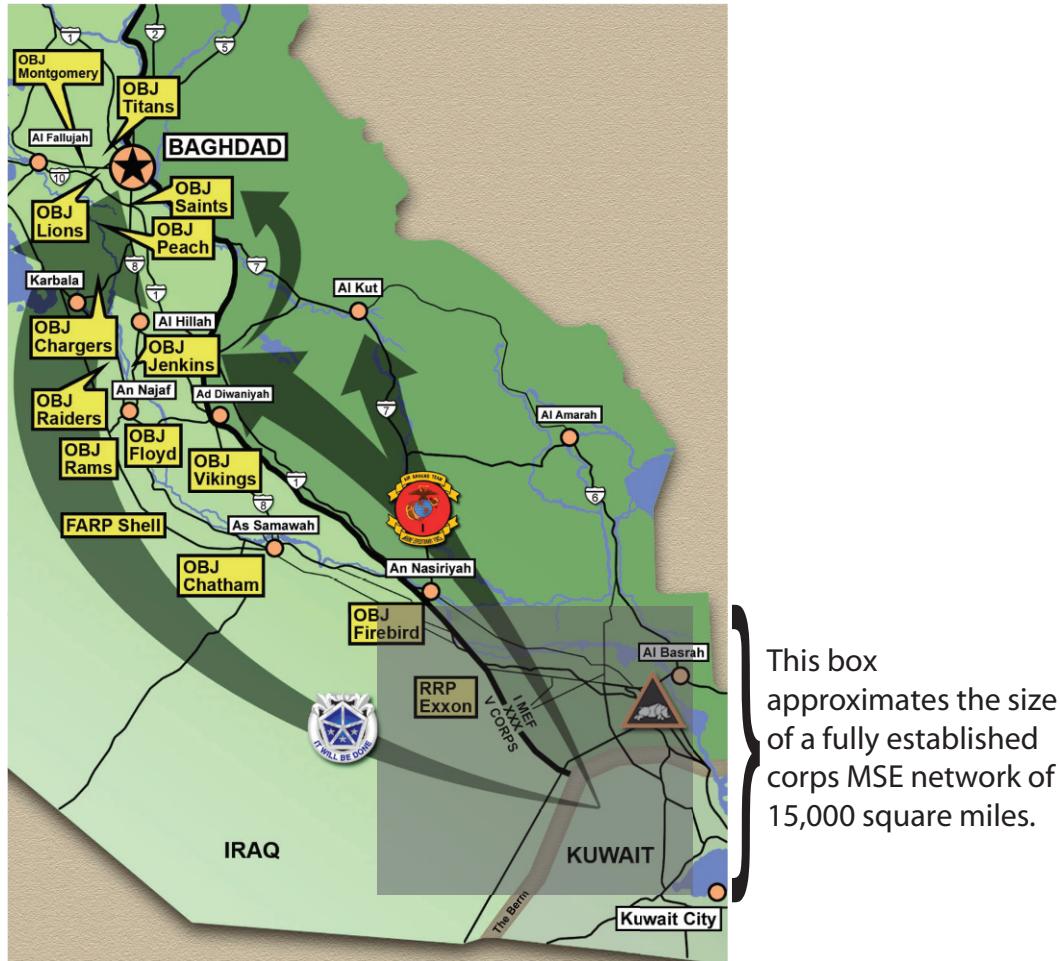 1
5
OBJ
Montgomery
OBJ
Titans
Al Fallujah
BAGHDAD
10
OBJ
Saints
OBJ
Lions
OBJ
Peach
8
7
Karbala
1
Al Kut
OBJ
Chargers
Al Hillah
OBJ
Jenkins
OBJ
Raiders
An Najaf
Ad Diwaniyah
7
Al Amarah
OBJ
Rams
OBJ
Floyd
OBJ
Vikings
1
6
8
FARP Shell
As Samawah
I
OBJ
Chatham
An Nasiriyah
OBJ
Firebird
Al Basrah
RRP
Exxon
I MEF
XXX
V CORPS
IT WILL BE DONE
IRAQ
KUWAIT
The Berm
Kuwait City
This box
approximates the size
of a fully established
corps MSE network of
15,000 square miles.